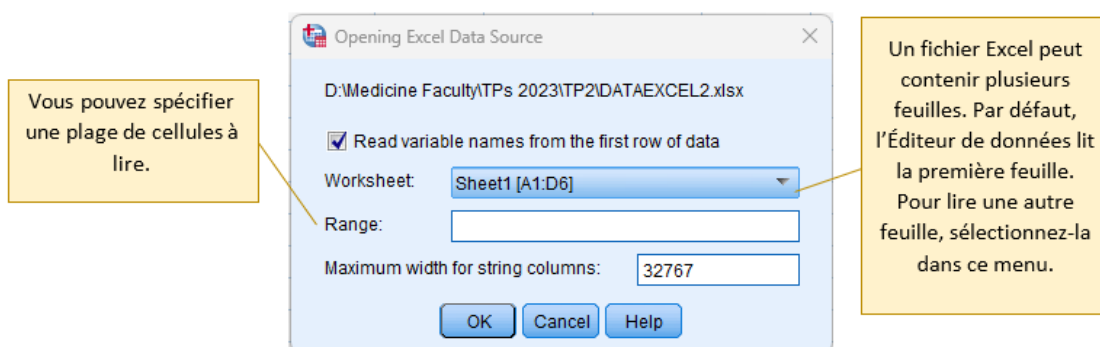 Opening Excel Data Source
D:\Medicine Faculty\TPs 2023\TP2\DATAEXCEL2.xlsx
Read variable names from the first row of data
Worksheet: Sheet1 [A1:D6]
Range:
Maximum width for string columns: 32767
OK Cancel Help
Vous pouvez spécifier
une plage de cellules à
lire.
Un fichier Excel peut
contenir plusieurs
feuilles. Par défaut,
l’Éditeur de données lit
la première feuille.
Pour lire une autre
feuille, sélectionnez-la
dans ce menu.